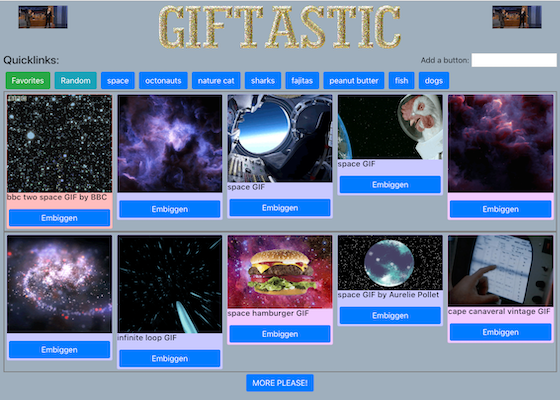 GIFTASTIC
Quicklinks:
Add a button:
Favorites Random space octonauts nature cat sharks fajitas peanut butter fish dogs
bbc two space GIF by BBC
Embiggen
Embiggen
space GIF
Embiggen
space GIF
Embiggen
Embiggen
Embiggen
infinite loop GIF
Embiggen
space hamburger GIF
Embiggen
space GIF by Aurelie Pollet
Embiggen
cape canaveral vintage GIF
Embiggen
MORE PLEASE!